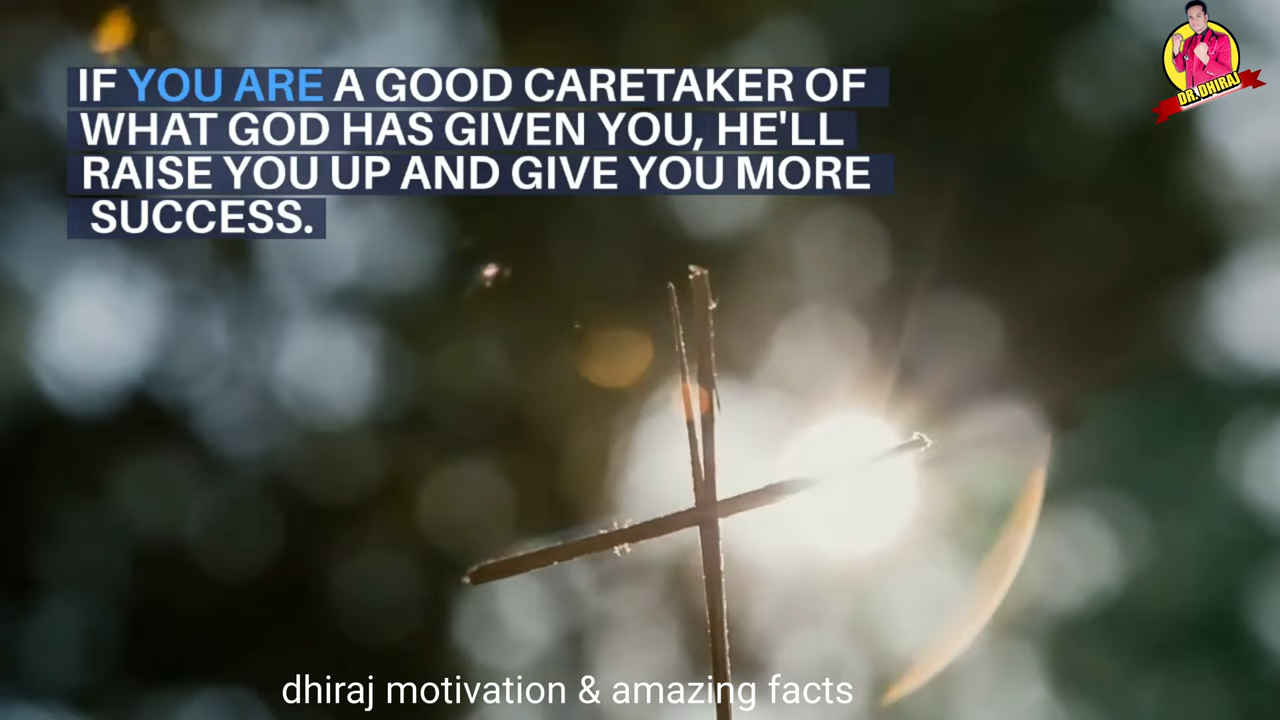 IF YOU ARE A GOOD CARETAKER OF
WHAT GOD HAS GIVEN YOU, HE'LL
RAISE YOU UP AND GIVE YOU MORE
SUCCESS.
DR. DHIRAJ
dhiraj motivation & amazing facts